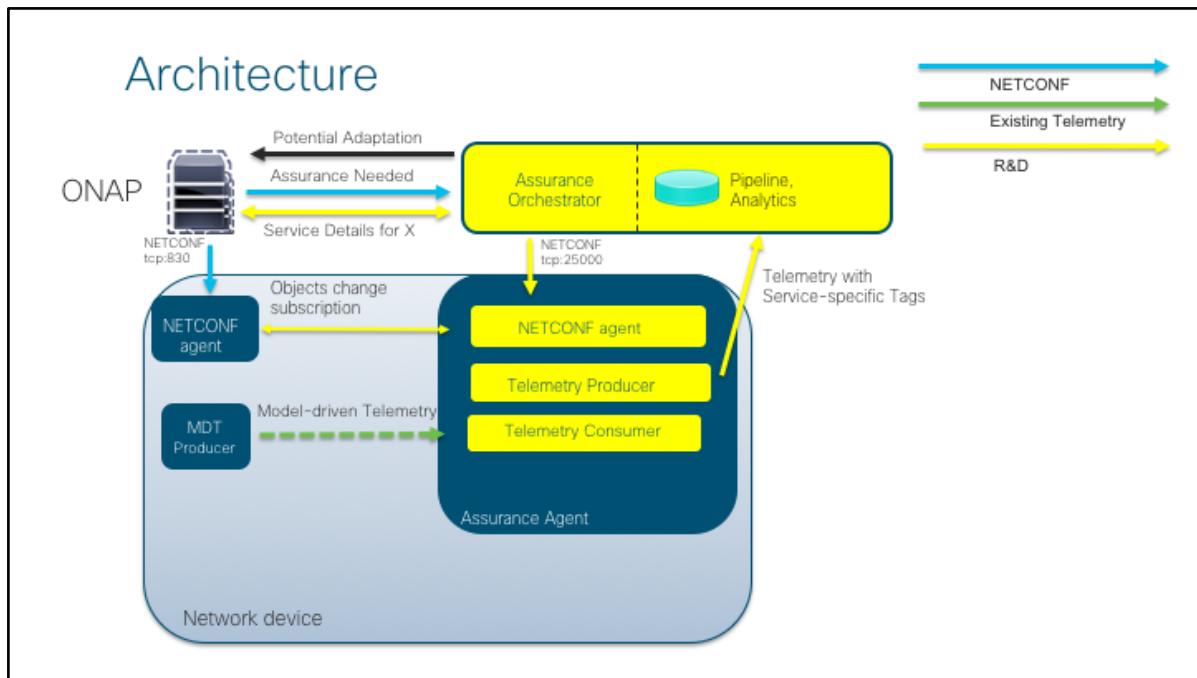 Architecture
NETCONF
Existing Telemetry
R&D
Potential Adaptation
ONAP
Assurance Needed
Service Details for X
Assurance
Orchestrator
Pipeline,
Analytics
NETCONF
tcp:830
NETCONF
tcp:25000
Telemetry with
Service-specific Tags
Objects change
subscription
NETCONF
agent
NETCONF agent
Telemetry Producer
Model-driven Telemetry
MDT
Producer
Telemetry Consumer
Assurance Agent
Network device